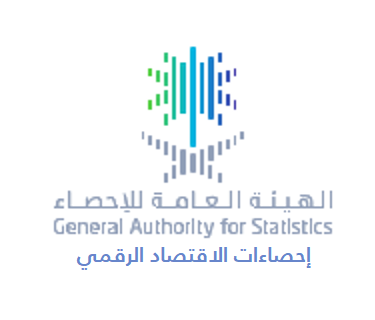 الهيئة العامة للإحصاء
General Authority for Statistics
إحصاءات الاقتصاد الرقمي